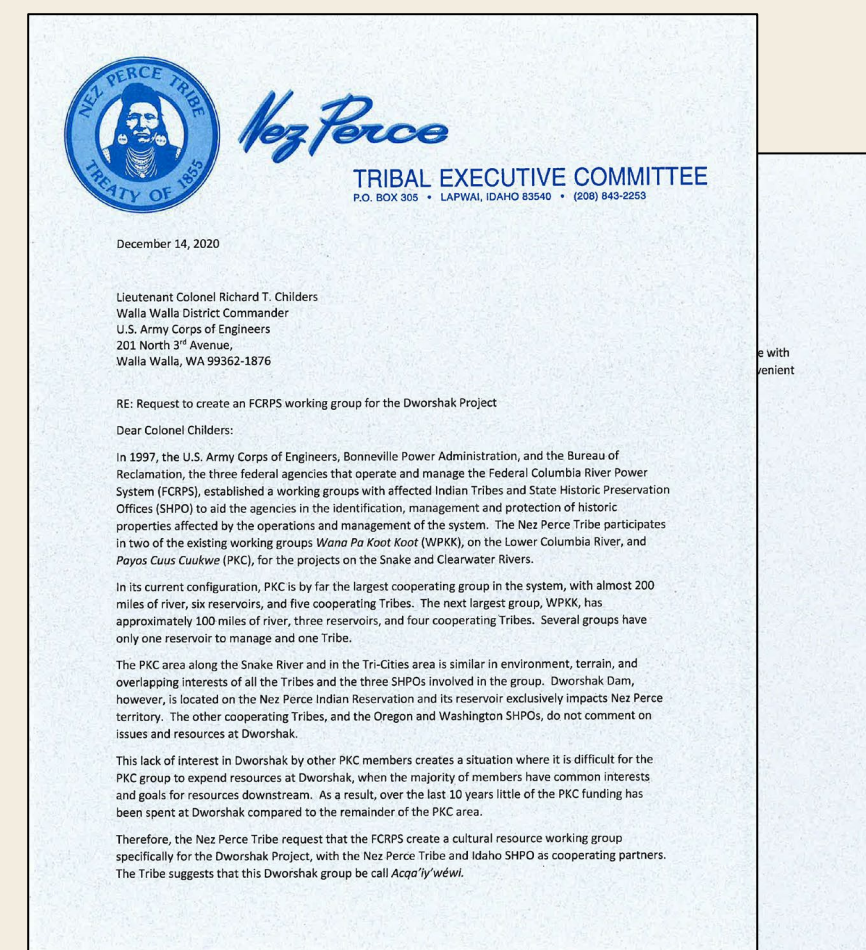 NEZ PERCE TRIBE
TREATY OF 1855
Nez Perce
TRIBAL EXECUTIVE COMMITTEE
P.O. BOX 305 • LAPWAI, IDAHO 83540 • (208) 843-2253
December 14, 2020
Lieutenant Colonel Richard T. Childers
Walla Walla District Commander
U.S. Army Corps of Engineers
201 North 3rd Avenue,
Walla Walla, WA 99362-1876
RE: Request to create an FCRPS working group for the Dworshak Project
Dear Colonel Childers:
In 1997, the U.S. Army Corps of Engineers, Bonneville Power Administration, and the Bureau of
Reclamation, the three federal agencies that operate and manage the Federal Columbia River Power
System (FCRPS), established a working groups with affected Indian Tribes and State Historic Preservation
Offices (SHPO) to aid the agencies in the identification, management and protection of historic
properties affected by the operations and management of the system. The Nez Perce Tribe participates
in two of the existing working groups Wana Pa Koot Koot (WPKK), on the Lower Columbia River, and
Payos Cuus Cuukwe (PKC), for the projects on the Snake and Clearwater Rivers.
In its current configuration, PKC is by far the largest cooperating group in the system, with almost 200
miles of river, six reservoirs, and five cooperating Tribes. The next largest group, WPKK, has
approximately 100 miles of river, three reservoirs, and four cooperating Tribes. Several groups have
only one reservoir to manage and one Tribe.
The PKC area along the Snake River and in the Tri-Cities area is similar in environment, terrain, and
overlapping interests of all the Tribes and the three SHPOs involved in the group. Dworshak Dam,
however, is located on the Nez Perce Indian Reservation and its reservoir exclusively impacts Nez Perce
territory. The other cooperating Tribes, and the Oregon and Washington SHPOs, do not comment on
issues and resources at Dworshak.
This lack of interest in Dworshak by other PKC members creates a situation where it is difficult for the
PKC group to expend resources at Dworshak, when the majority of members have common interests
and goals for resources downstream. As a result, over the last 10 years little of the PKC funding has
been spent at Dworshak compared to the remainder of the PKC area.
Therefore, the Nez Perce Tribe request that the FCRPS create a cultural resource working group
specifically for the Dworshak Project, with the Nez Perce Tribe and Idaho SHPO as cooperating partners.
The Tribe suggests that this Dworshak group be call Acqa'iy'wéwi.
e with
venient